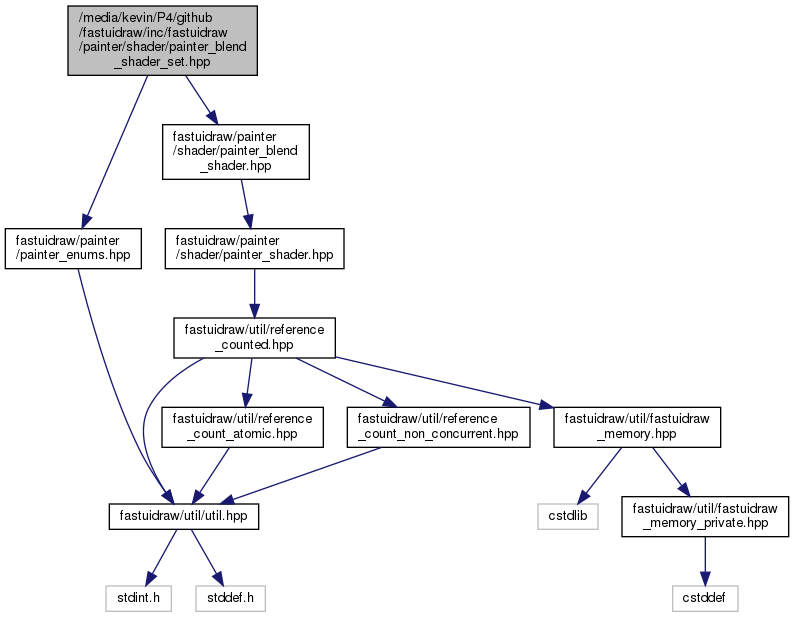 /media/kevin/P4/github
/fastuidraw/inc/fastuidraw
/painter/shader/painter_blend
_shader_set.hpp
fastuidraw/painter
/shader/painter_blend
_shader.hpp
fastuidraw/painter
/painter_enums.hpp
fastuidraw/painter
/shader/painter_shader.hpp
fastuidraw/util/reference
_counted.hpp
fastuidraw/util/reference
_count_atomic.hpp
fastuidraw/util/reference
_count_non_concurrent.hpp
fastuidraw/util/fastuidraw
_memory.hpp
fastuidraw/util/util.hpp
cstdlib
fastuidraw/util/fastuidraw
_memory_private.hpp
stdint.h
stddef.h
cstddef